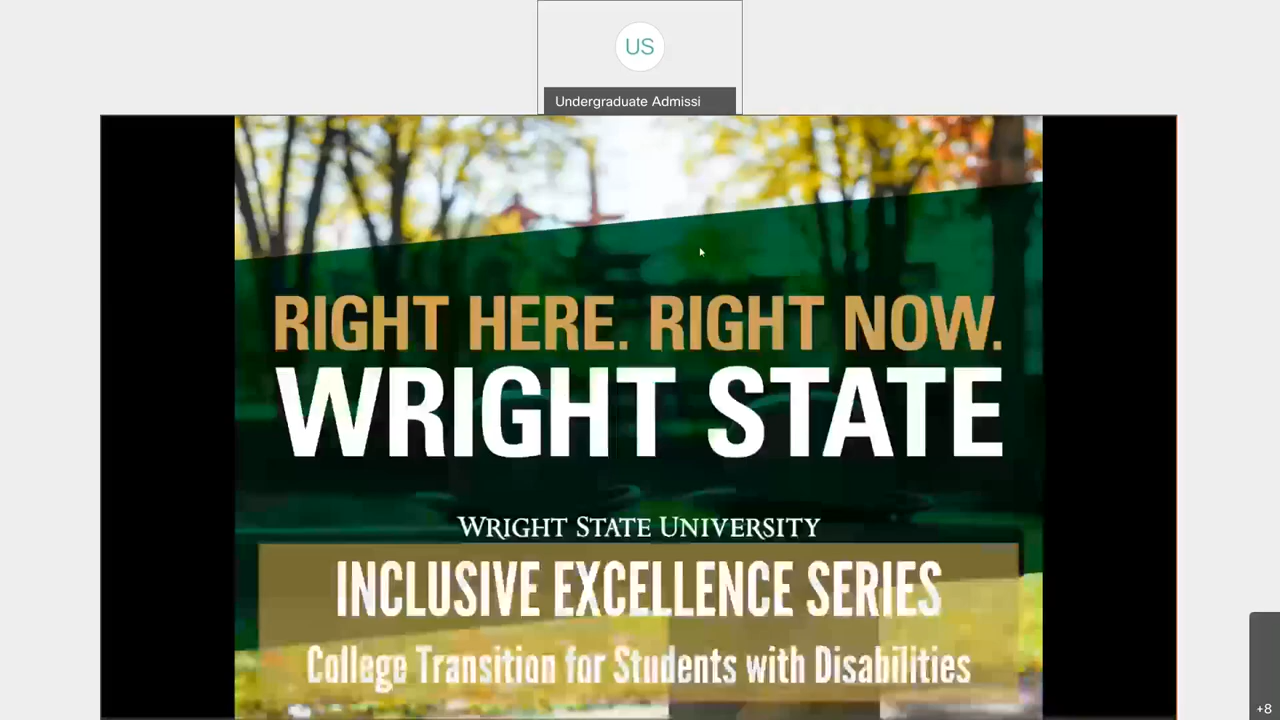 US
Undergraduate Admissi
RIGHT HERE. RIGHT NOW.
WRIGHT STATE
WRIGHT STATE UNIVERSITY
INCLUSIVE EXCELLENCE SERIES
College Transition for Students with Disabilities
+8